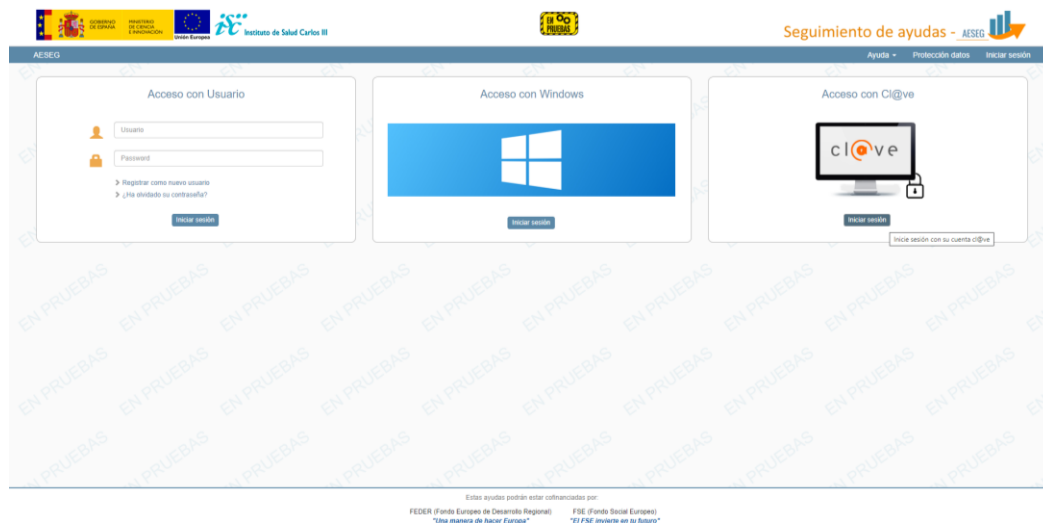 GOBIERNO
DE ESPAÑA
MINISTERIO
DE CIENCIA
E INNOVACIÓN
Unión Europea
isc Instituto de Salud Carlos III
EN
PRUEBAS
Seguimiento de ayudas - AESEG
AESEG
Ayuda
Protección datos
Iniciar sesión
Acceso con Usuario
Usuario
Password
Registrar como nuevo usuario
¿Ha olvidado su contraseña?
Iniciar sesión
Acceso con Windows
Iniciar sesión
Acceso con Cl@ve
cl@ve
Iniciar sesión
Inicie sesión con su cuenta cl@ve
EN PRUEBAS
Estas ayudas podrán estar cofinanciadas por:
FEDER (Fondo Europeo de Desarrollo Regional) FSE (Fondo Social Europeo)
"Una manera de hacer Europa" "El FSE invierte en tu futuro"